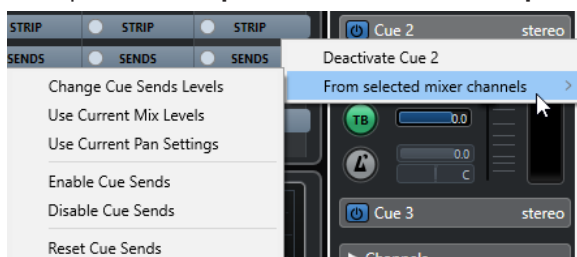 STRIP STRIP STRIP
SENDS SENDS SENDS
Cue 2 stereo
Deactivate Cue 2
From selected mixer channels
Change Cue Sends Levels
Use Current Mix Levels
Use Current Pan Settings
Enable Cue Sends
Disable Cue Sends
Reset Cue Sends
TB 0.0
0.0
C
Cue 3 stereo
Channels